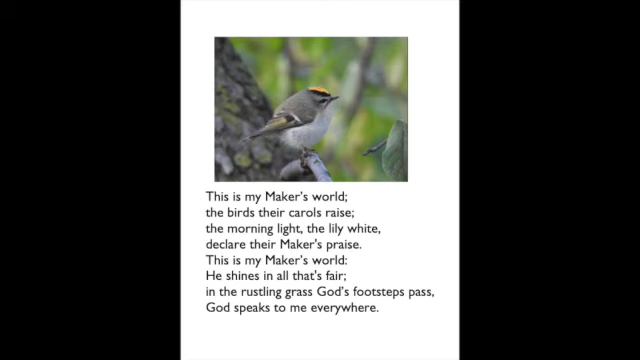 This is my Maker's world;
the birds their carols raise;
the morning light, the lily white,
declare their Maker's praise.
This is my Maker's world:
He shines in all that's fair;
in the rustling grass God's footsteps pass,
God speaks to me everywhere.